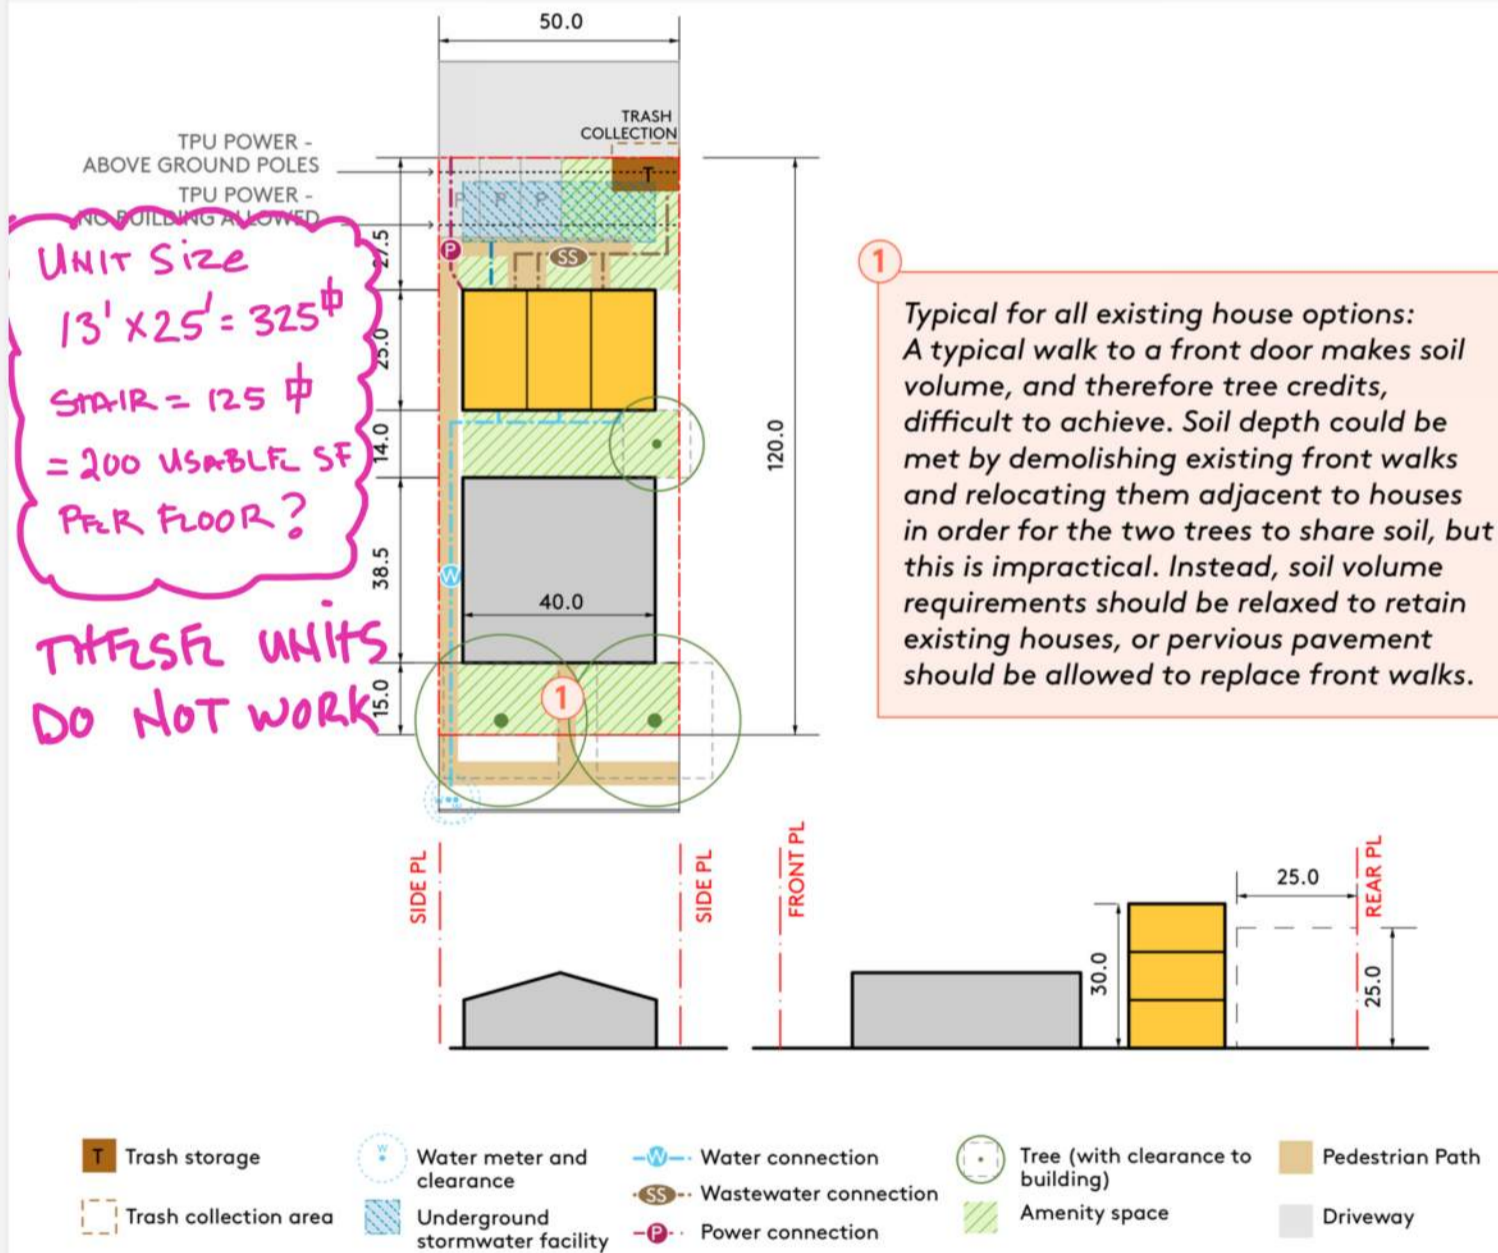 50.0
TRASH
COLLECTION
TPU POWER -
ABOVE GROUND POLES
TPU POWER -
NO BUILDING ALLOWED
T
P P P
P
SS
27.5
25.0
14.0
38.5
15.0
120.0
W
40.0
1
W
UNIT SIZE
13' X 25' = 325 ⏀
STAIR = 125 ⏀
= 200 USABLE SF
PER FLOOR?
THESE UNITS
DO NOT WORK
1
Typical for all existing house options:
A typical walk to a front door makes soil
volume, and therefore tree credits,
difficult to achieve. Soil depth could be
met by demolishing existing front walks
and relocating them adjacent to houses
in order for the two trees to share soil, but
this is impractical. Instead, soil volume
requirements should be relaxed to retain
existing houses, or pervious pavement
should be allowed to replace front walks.
SIDE PL
SIDE PL
FRONT PL
30.0
25.0
REAR PL
25.0
T Trash storage
Trash collection area
W Water meter and
clearance
Underground
stormwater facility
W Water connection
SS Wastewater connection
P Power connection
Tree (with clearance to
building)
Amenity space
Pedestrian Path
Driveway